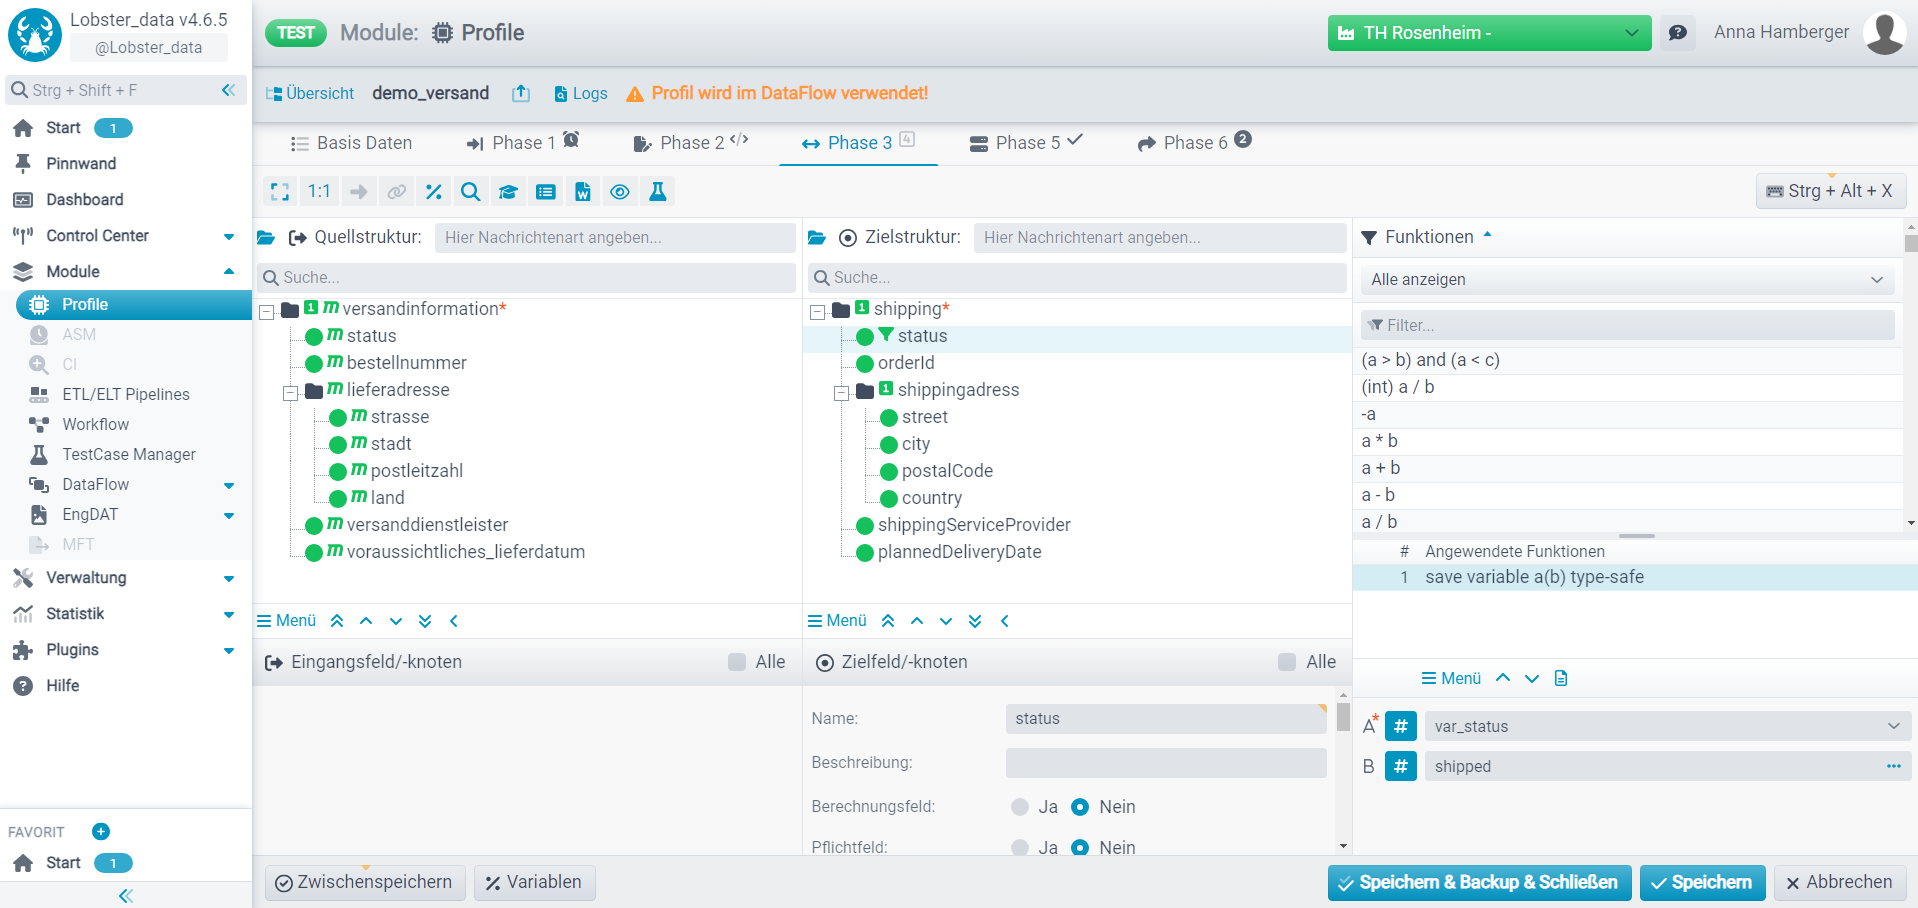 Lobster_data v4.6.5
@Lobster_data
Strg + Shift + F
Start 1
Pinnwand
Dashboard
Control Center
Module
Profile
ASM
CI
ETL/ELT Pipelines
Workflow
TestCase Manager
DataFlow
EngDAT
MFT
Verwaltung
Statistik
Plugins
Hilfe
FAVORIT
Start 1
TEST Module: Profile
TH Rosenheim -
Anna Hamberger
Übersicht demo_versand Logs Profil wird im DataFlow verwendet!
Basis Daten Phase 1 Phase 2 </> Phase 3 4 Phase 5 Phase 6 2
1:1
Strg + Alt + X
Quellstruktur: Hier Nachrichtenart angeben...
Suche...
1 m versandinformation*
m status
m bestellnummer
m lieferadresse
m strasse
m stadt
m postleitzahl
m land
m versanddienstleister
m voraussichtliches_lieferdatum
Menü
Eingangsfeld/-knoten Alle
Zielstruktur: Hier Nachrichtenart angeben...
Suche...
1 shipping*
status
orderId
1 shippingadress
street
city
postalCode
country
shippingServiceProvider
plannedDeliveryDate
Menü
Zielfeld/-knoten Alle
Name: status
Beschreibung:
Berechnungsfeld: Ja Nein
Pflichtfeld: Ja Nein
Funktionen
Alle anzeigen
Filter...
(a > b) and (a < c)
(int) a / b
-a
a * b
a + b
a - b
a / b
# Angewendete Funktionen
1 save variable a(b) type-safe
Menü
A* # var_status
B # shipped
Zwischenspeichern Variablen
Speichern & Backup & Schließen Speichern Abbrechen